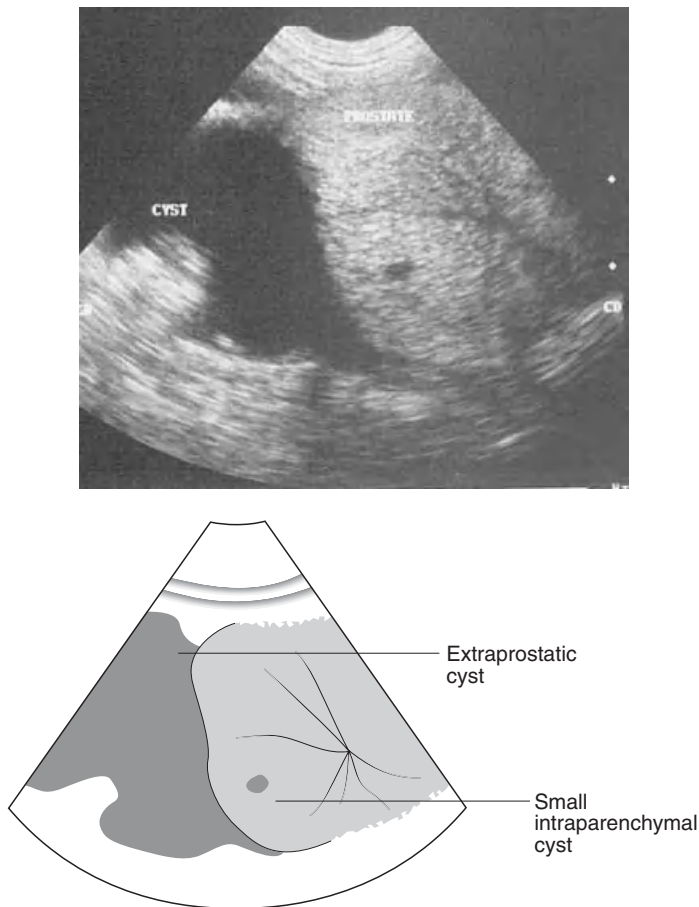 PROSTATE
CYST
CD
Extraprostatic
cyst
Small
intraparenchymal
cyst